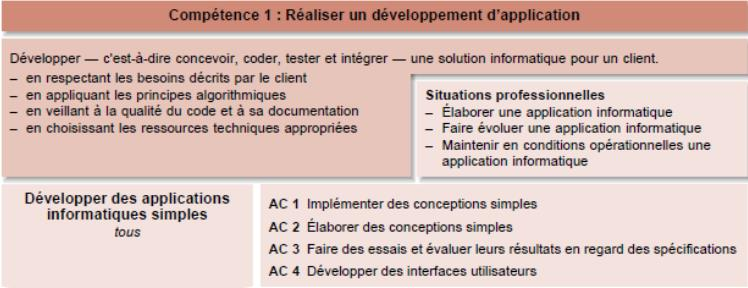 Compétence 1 : Réaliser un développement d'application
Développer — c'est-à-dire concevoir, coder, tester et intégrer — une solution informatique pour un client.
– en respectant les besoins décrits par le client
– en appliquant les principes algorithmiques
– en veillant à la qualité du code et à sa documentation
– en choisissant les ressources techniques appropriées
Situations professionnelles
– Élaborer une application informatique
– Faire évoluer une application informatique
– Maintenir en conditions opérationnelles une
application informatique
Développer des applications
informatiques simples
tous
AC 1 Implémenter des conceptions simples
AC 2 Élaborer des conceptions simples
AC 3 Faire des essais et évaluer leurs résultats en regard des spécifications
AC 4 Développer des interfaces utilisateurs